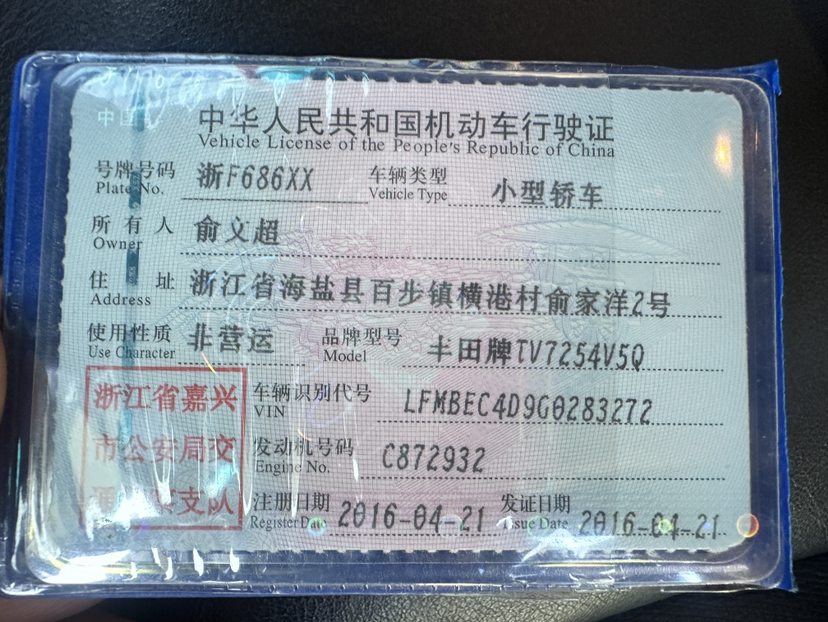 中华人民共和国机动车行驶证
Vehicle License of the People's Republic of China
号牌号码 浙F686XX 车辆类型 小型轿车
Plate No. Vehicle Type
所有人 俞文超
Owner
住址 浙江省海盐县百步镇横港村俞家洋2号
Address
使用性质 非营运 品牌型号 丰田牌TV7254V5Q
Use Character Model
浙江省嘉兴
市公安局交
支队
车辆识别代号 LFMBEC4D9G0283272
VIN
发动机号码 C872932
Engine No.
注册日期 2016-04-21 发证日期 2016-04-21
Register Date Issue Date